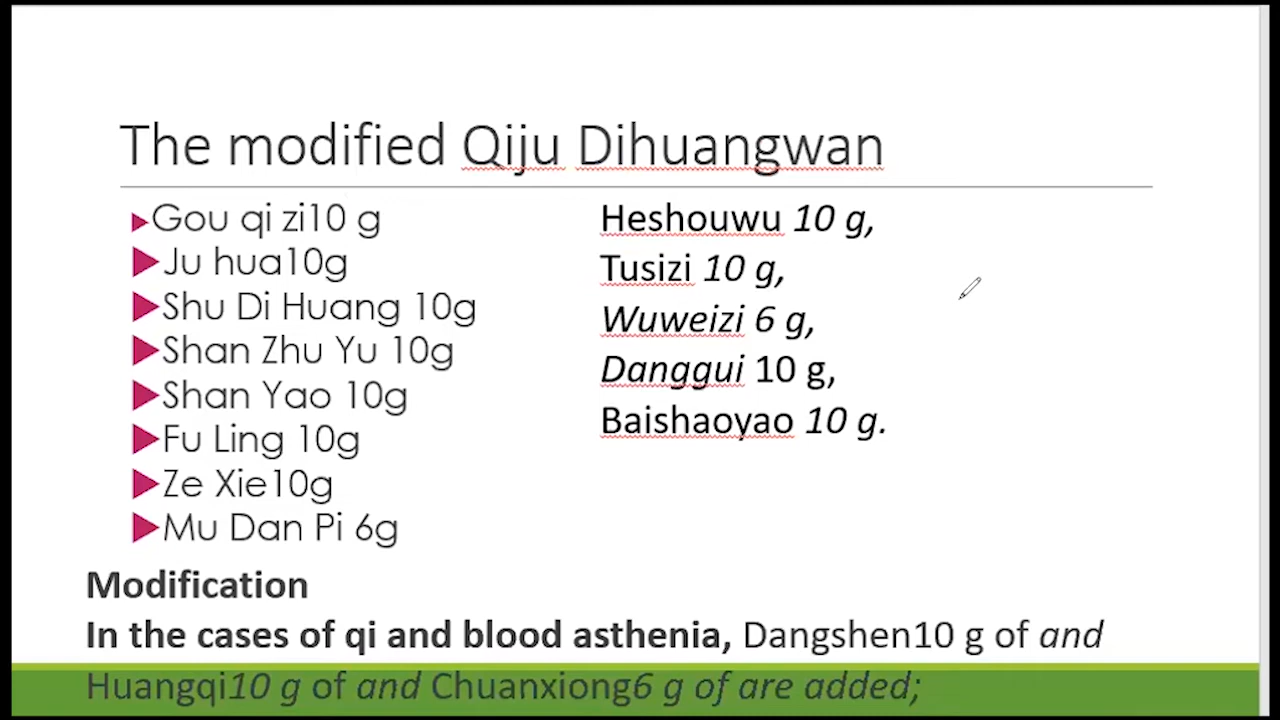 The modified Qiju Dihuangwan
Gou qi zi10 g
Ju hua10g
Shu Di Huang 10g
Shan Zhu Yu 10g
Shan Yao 10g
Fu Ling 10g
Ze Xie10g
Mu Dan Pi 6g
Heshouwu 10 g,
Tusizi 10 g,
Wuweizi 6 g,
Danggui 10 g,
Baishaoyao 10 g.
Modification
In the cases of qi and blood asthenia, Dangshen10 g of and
Huangqi10 g of and Chuanxiong6 g of are added;